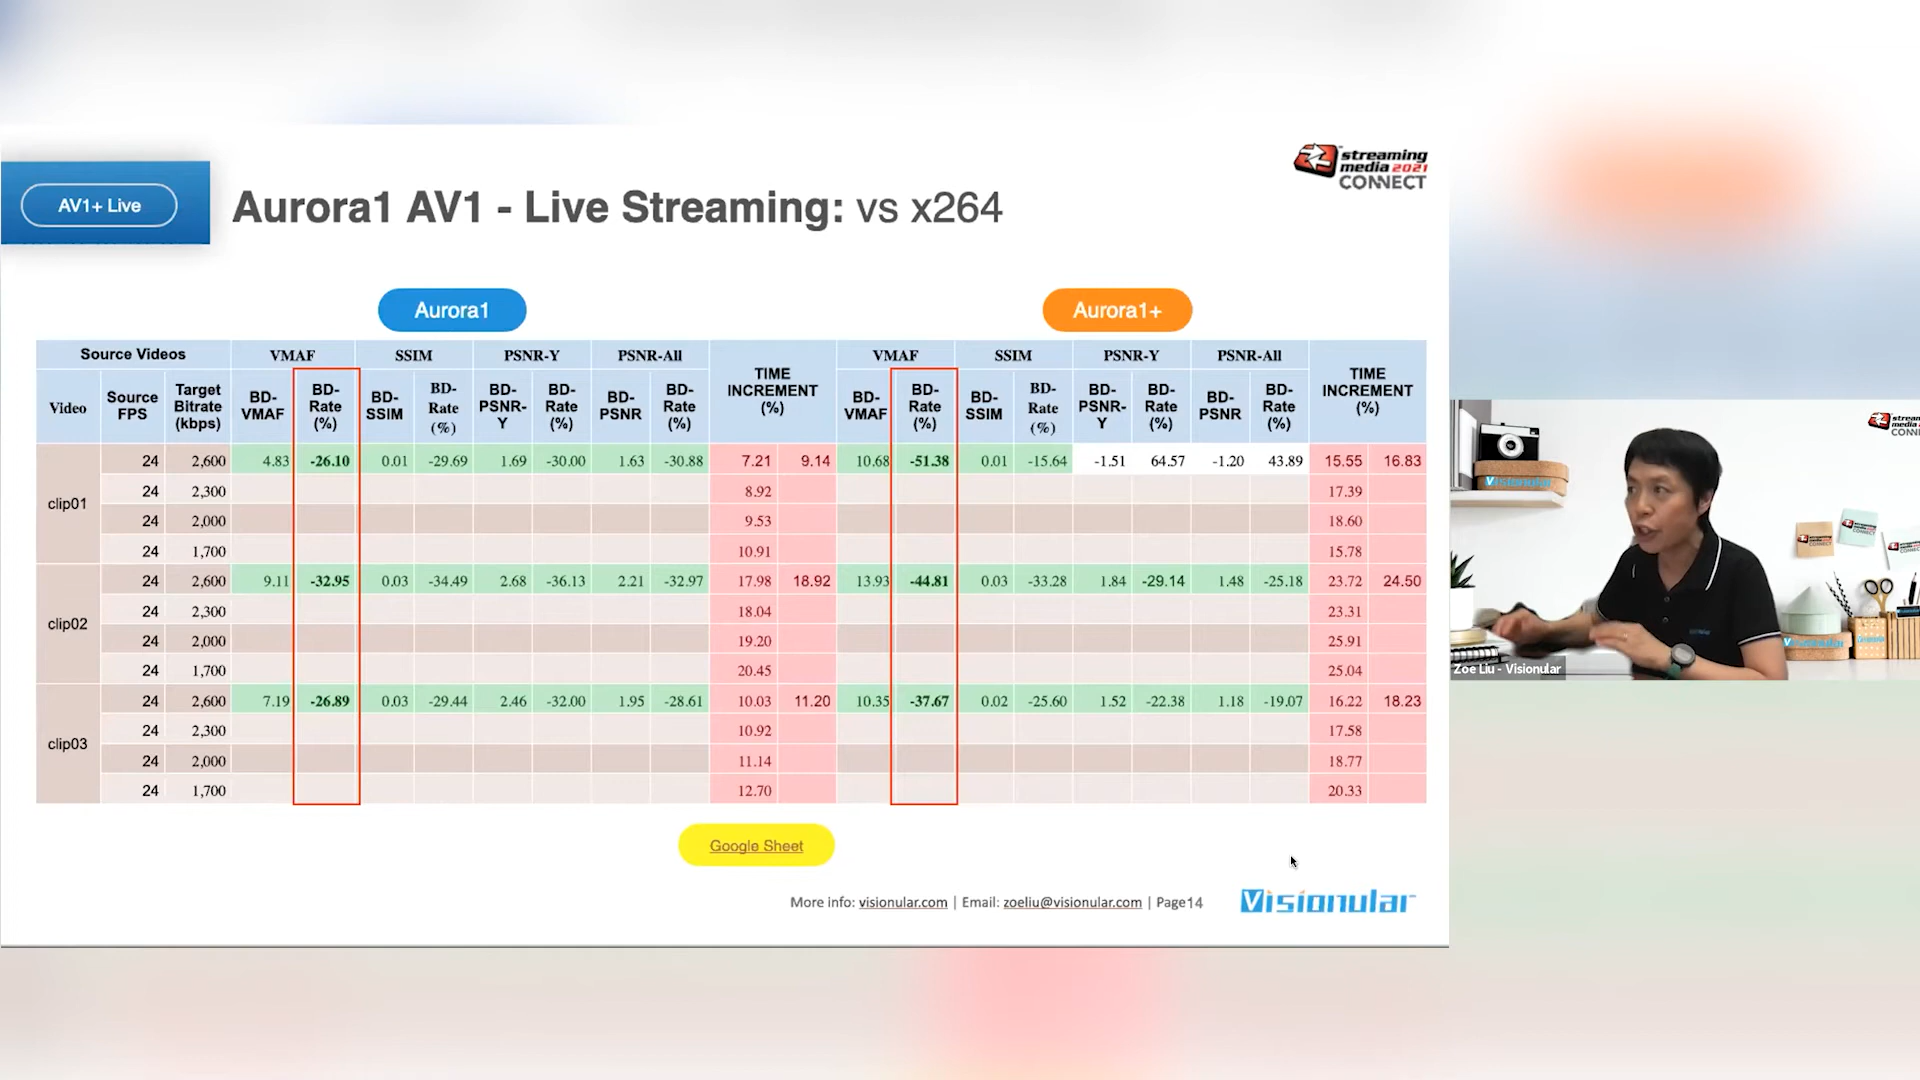 streaming
media 2021
CONNECT
AV1+ Live
Aurora1 AV1 - Live Streaming: vs x264
Aurora1
Aurora1+
Source Videos VMAF SSIM PSNR-Y PSNR-All TIME INCREMENT (%) VMAF SSIM PSNR-Y PSNR-All TIME INCREMENT (%)
Video Source FPS Target Bitrate (kbps) BD-VMAF BD-Rate (%) BD-SSIM BD-Rate (%) BD-PSNR-Y BD-Rate (%) BD-PSNR BD-Rate (%) BD-VMAF BD-Rate (%) BD-SSIM BD-Rate (%) BD-PSNR-Y BD-Rate (%) BD-PSNR BD-Rate (%)
clip01
24 2,600 4.83 -26.10 0.01 -29.69 1.69 -30.00 1.63 -30.88 7.21 9.14 10.68 -51.38 0.01 -15.64 -1.51 64.57 -1.20 43.89 15.55 16.83
24 2,300 8.92 17.39
24 2,000 9.53 18.60
24 1,700 10.91 15.78
clip02
24 2,600 9.11 -32.95 0.03 -34.49 2.68 -36.13 2.21 -32.97 17.98 18.92 13.93 -44.81 0.03 -33.28 1.84 -29.14 1.48 -25.18 23.72 24.50
24 2,300 18.04 23.31
24 2,000 19.20 25.91
24 1,700 20.45 25.04
clip03
24 2,600 7.19 -26.89 0.03 -29.44 2.46 -32.00 1.95 -28.61 10.03 11.20 10.35 -37.67 0.02 -25.60 1.52 -22.38 1.18 -19.07 16.22 18.23
24 2,300 10.92 17.58
24 2,000 11.14 18.77
24 1,700 12.70 20.33
Google Sheet
More info: visionular.com | Email: zoeliu@visionular.com | Page14
Visionular
Visionular
Visionular
Zoe Liu - Visionular